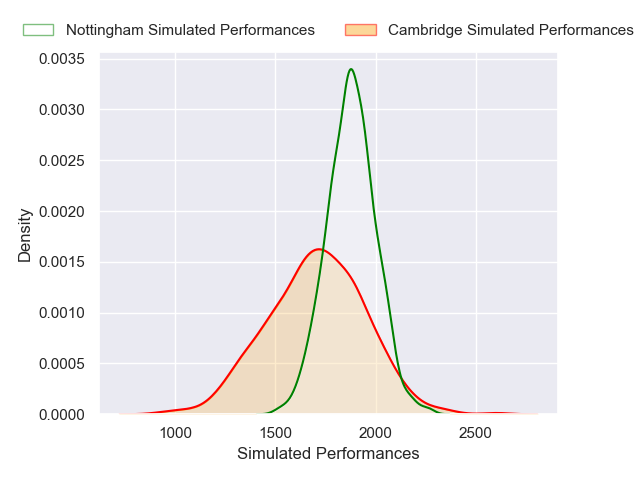 Nottingham Simulated Performances Cambridge Simulated Performances
0.0035
0.0030
0.0025
0.0020
0.0015
0.0010
0.0005
0.0000
Density
1000 1500 2000 2500
Simulated Performances